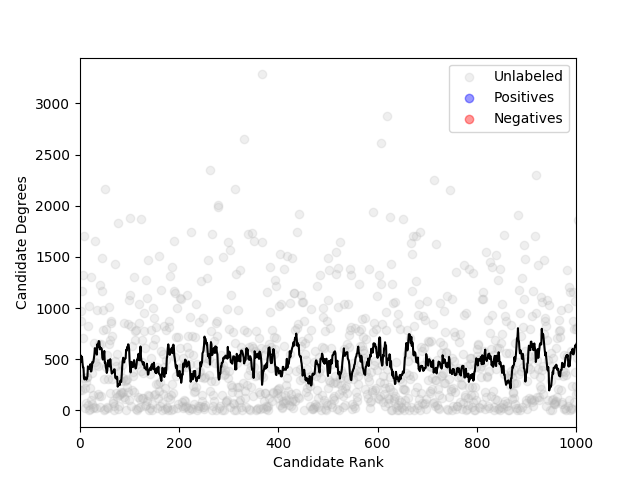 Unlabeled
Positives
Negatives
3000
2500
2000
1500
1000
500
0
Candidate Degrees
0 200 400 600 800 1000
Candidate Rank